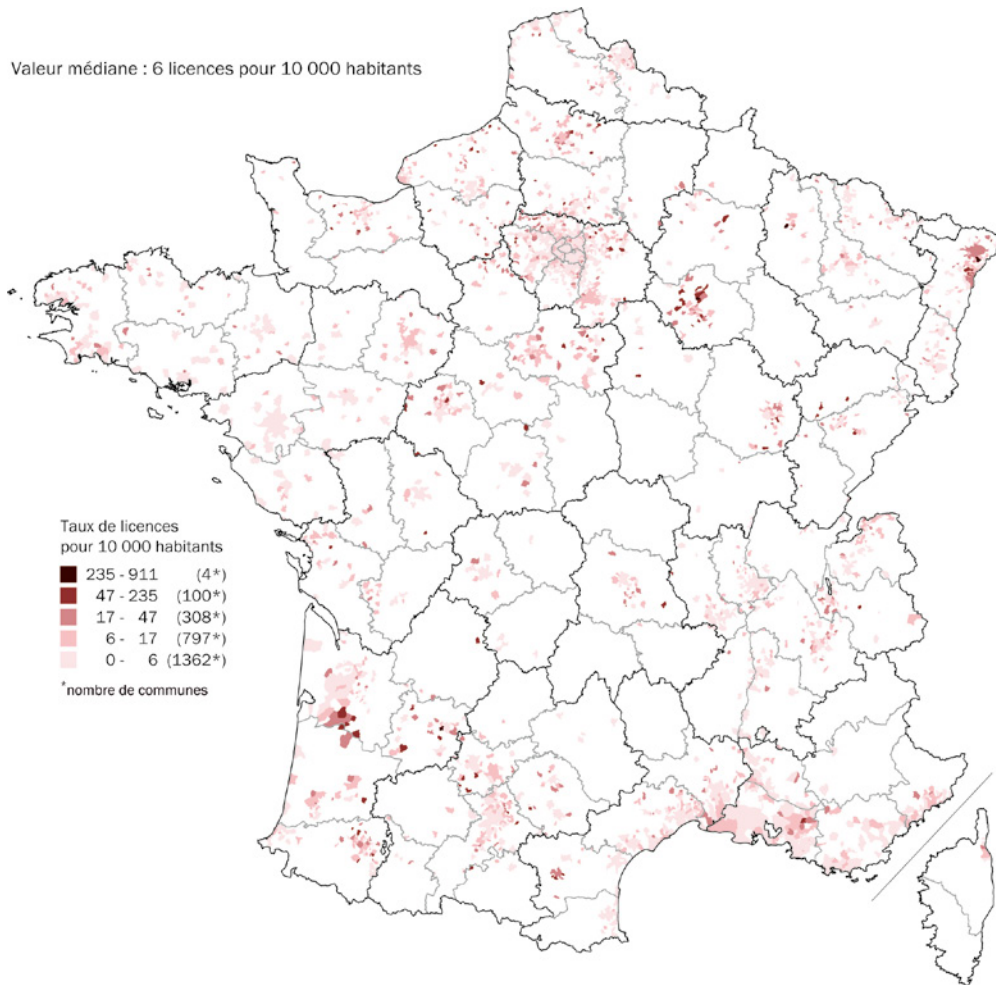 Valeur médiane : 6 licences pour 10 000 habitants
Taux de licences
pour 10 000 habitants
235 - 911 (4*)
47 - 235 (100*)
17 - 47 (308*)
6 - 17 (797*)
0 - 6 (1362*)
*nombre de communes